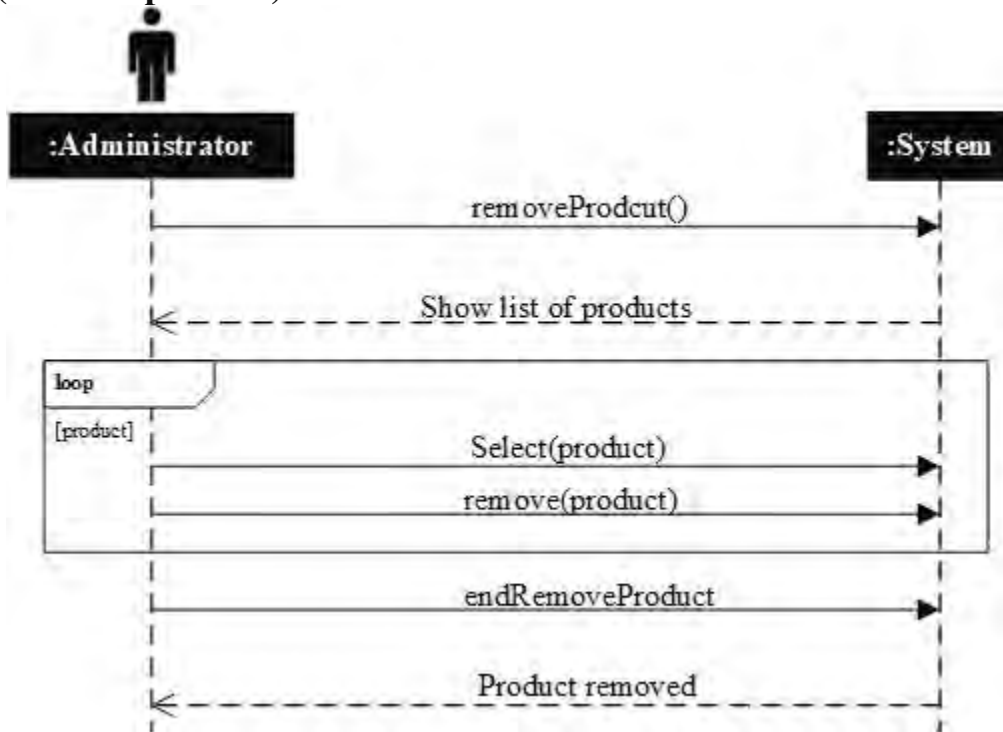 :Administrator
:System
removeProdcut()
Show list of products
loop
[product]
Select(product)
remove(product)
endRemoveProduct
Product removed